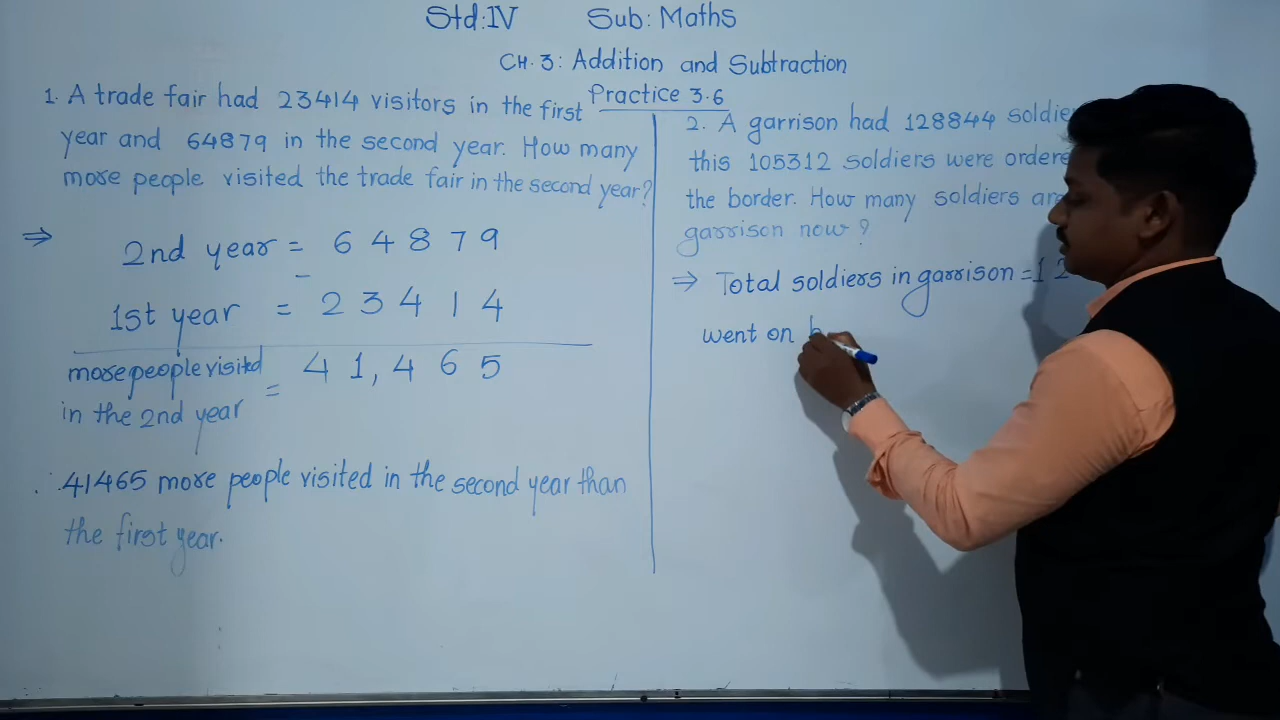 Std:IV Sub: Maths
CH. 3: Addition and Subtraction
Practice 3.6
1. A trade fair had 23414 visitors in the first
year and 64879 in the second year. How many
more people visited the trade fair in the second year?
⇒ 2nd year = 6 4 8 7 9
−
1st year = 2 3 4 1 4
more people visited
in the 2nd year = 4 1, 4 6 5
∴ 41465 more people visited in the second year than
the first year.
2. A garrison had 128844
this 105312 soldiers were
the border. How many soldiers
garrison now ?
⇒ Total soldiers in garrison = 1 2
went on